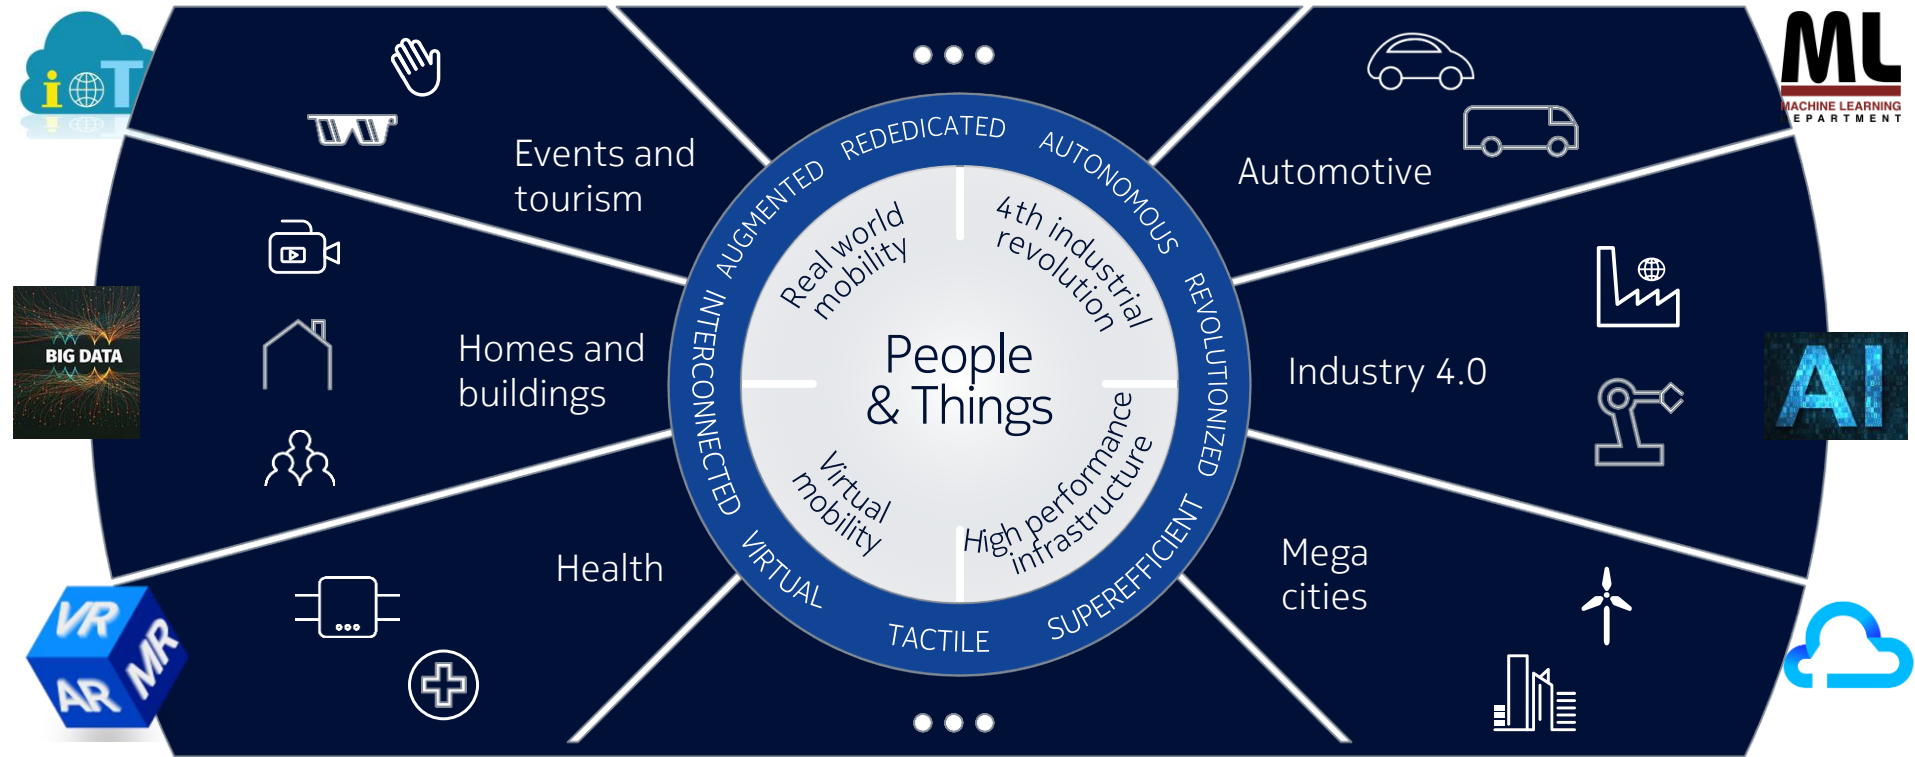 iOT
BIG DATA
VR
AR
MR
ML
MACHINE LEARNING
DEPARTMENT
AI
Events and
tourism
Homes and
buildings
Health
Automotive
Industry 4.0
Mega
cities
REDEDICATED
AUTONOMOUS
REVOLUTIONIZED
SUPEREFFICIENT
TACTILE
VIRTUAL
INTERCONNECTED
AUGMENTED
Real world
mobility
4th industrial
revolution
High performance
infrastructure
Virtual
mobility
People
& Things